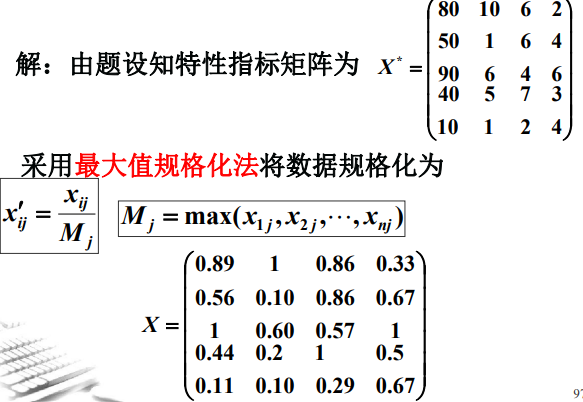 80 10 6 2
50 1 6 4
解：由题设知特性指标矩阵为 X* =
90 6 4 6
40 5 7 3
10 1 2 4
采用最大值规格化法将数据规格化为
x′ij = xij / Mj
Mj = max(x1j, x2j, ⋯, xnj)
0.89 1 0.86 0.33
0.56 0.10 0.86 0.67
X =
1 0.60 0.57 1
0.44 0.2 1 0.5
0.11 0.10 0.29 0.67
97